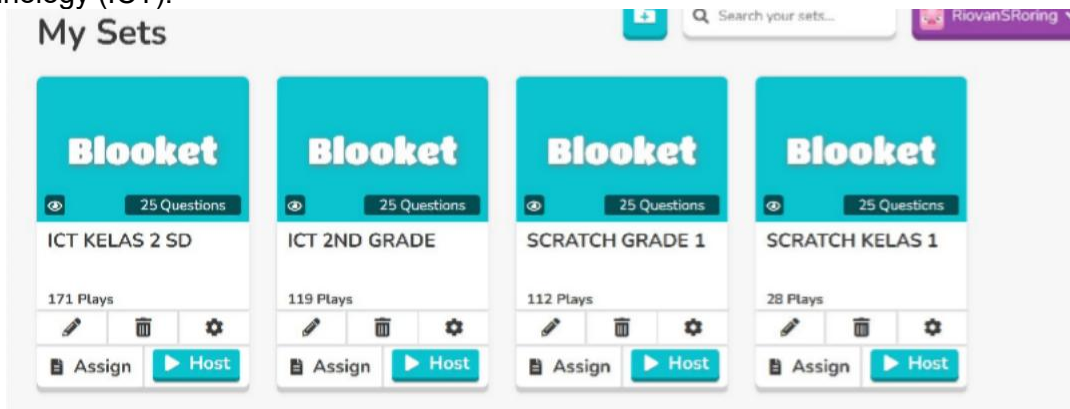 nology (ICT).
My Sets
Search your sets...
RiovanSRoring
Blooket
Blooket
Blooket
Blooket
25 Questions
25 Questions
25 Questions
25 Questions
ICT KELAS 2 SD
ICT 2ND GRADE
SCRATCH GRADE 1
SCRATCH KELAS 1
171 Plays
119 Plays
112 Plays
28 Plays
Assign
Host
Assign
Host
Assign
Host
Assign
Host